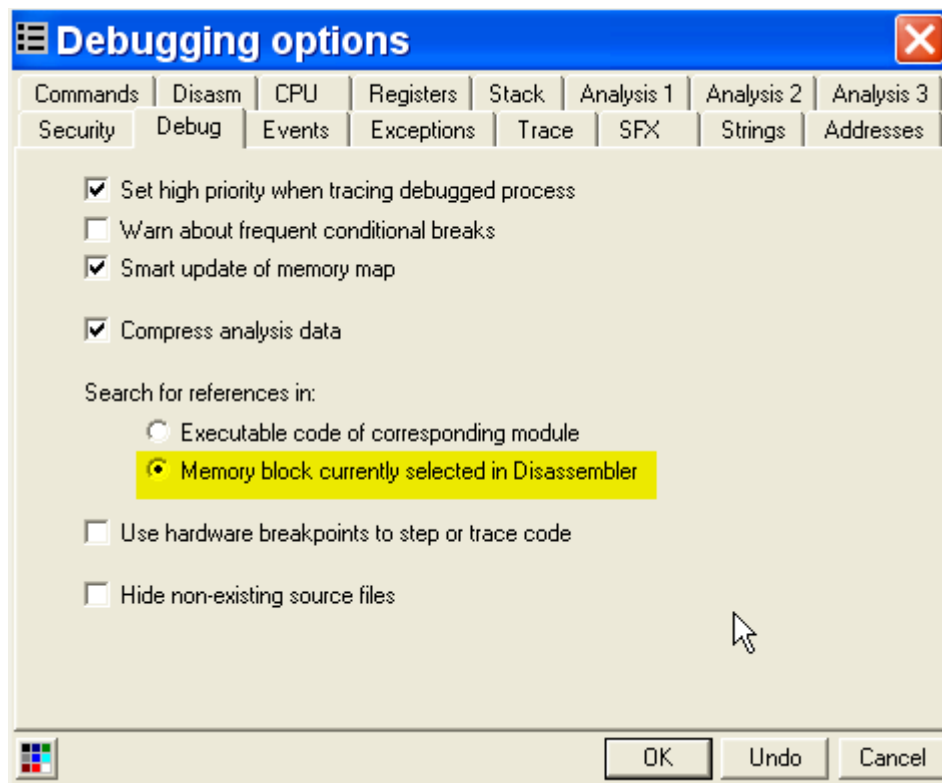 Debugging options
Commands Disasm CPU Registers Stack Analysis 1 Analysis 2 Analysis 3
Security Debug Events Exceptions Trace SFX Strings Addresses
Set high priority when tracing debugged process
Warn about frequent conditional breaks
Smart update of memory map
Compress analysis data
Search for references in:
Executable code of corresponding module
Memory block currently selected in Disassembler
Use hardware breakpoints to step or trace code
Hide non-existing source files
OK Undo Cancel